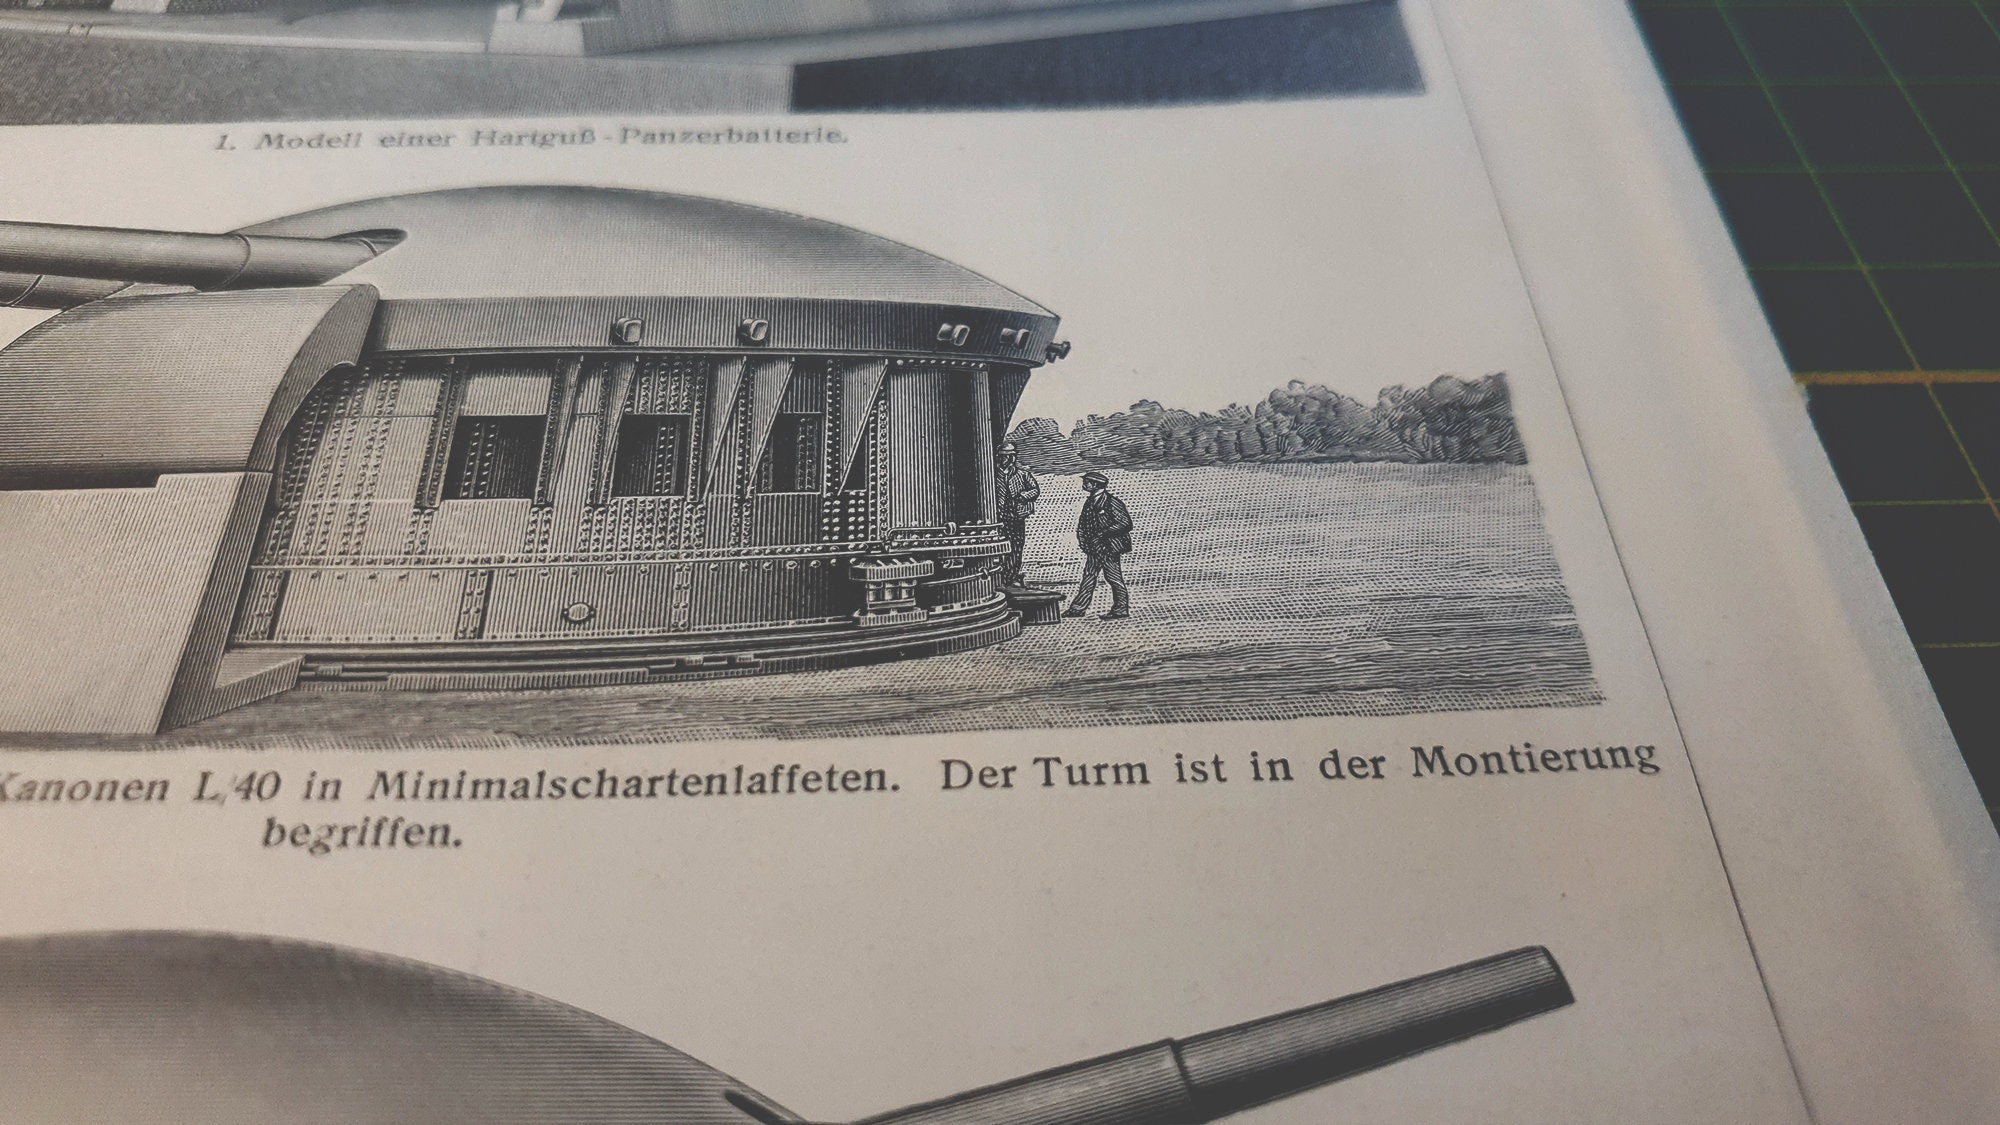 1. Modell einer Hartguß-Panzerbatterie.
Kanonen L/40 in Minimalschartenlaffeten. Der Turm ist in der Montierung
begriffen.